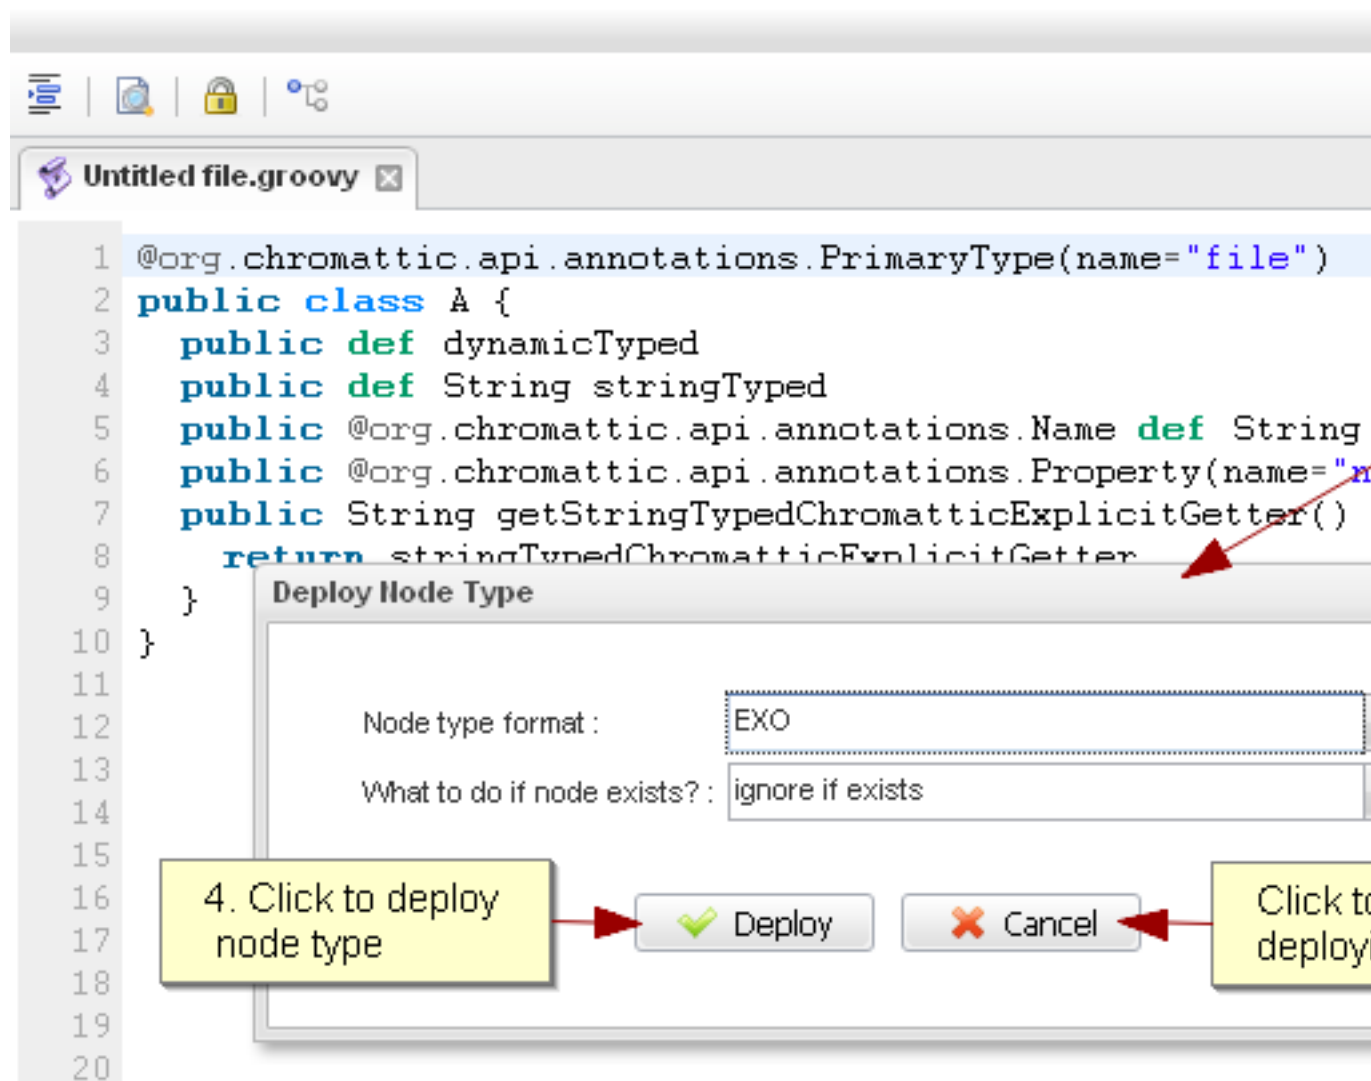 Untitled file.groovy
1 @org.chromattic.api.annotations.PrimaryType(name="file")
2 public class A {
3 public def dynamicTyped
4 public def String stringTyped
5 public @org.chromattic.api.annotations.Name def String
6 public @org.chromattic.api.annotations.Property(name="n
7 public String getStringTypedChromatticExplicitGetter()
8 return stringTypedChromatticExplicitGetter
9 }
10 }
11
12
13
14
15
16
17
18
19
20
Deploy Node Type
Node type format :
EXO
What to do if node exists? :
ignore if exists
4. Click to deploy
node type
Deploy
Cancel
Click to